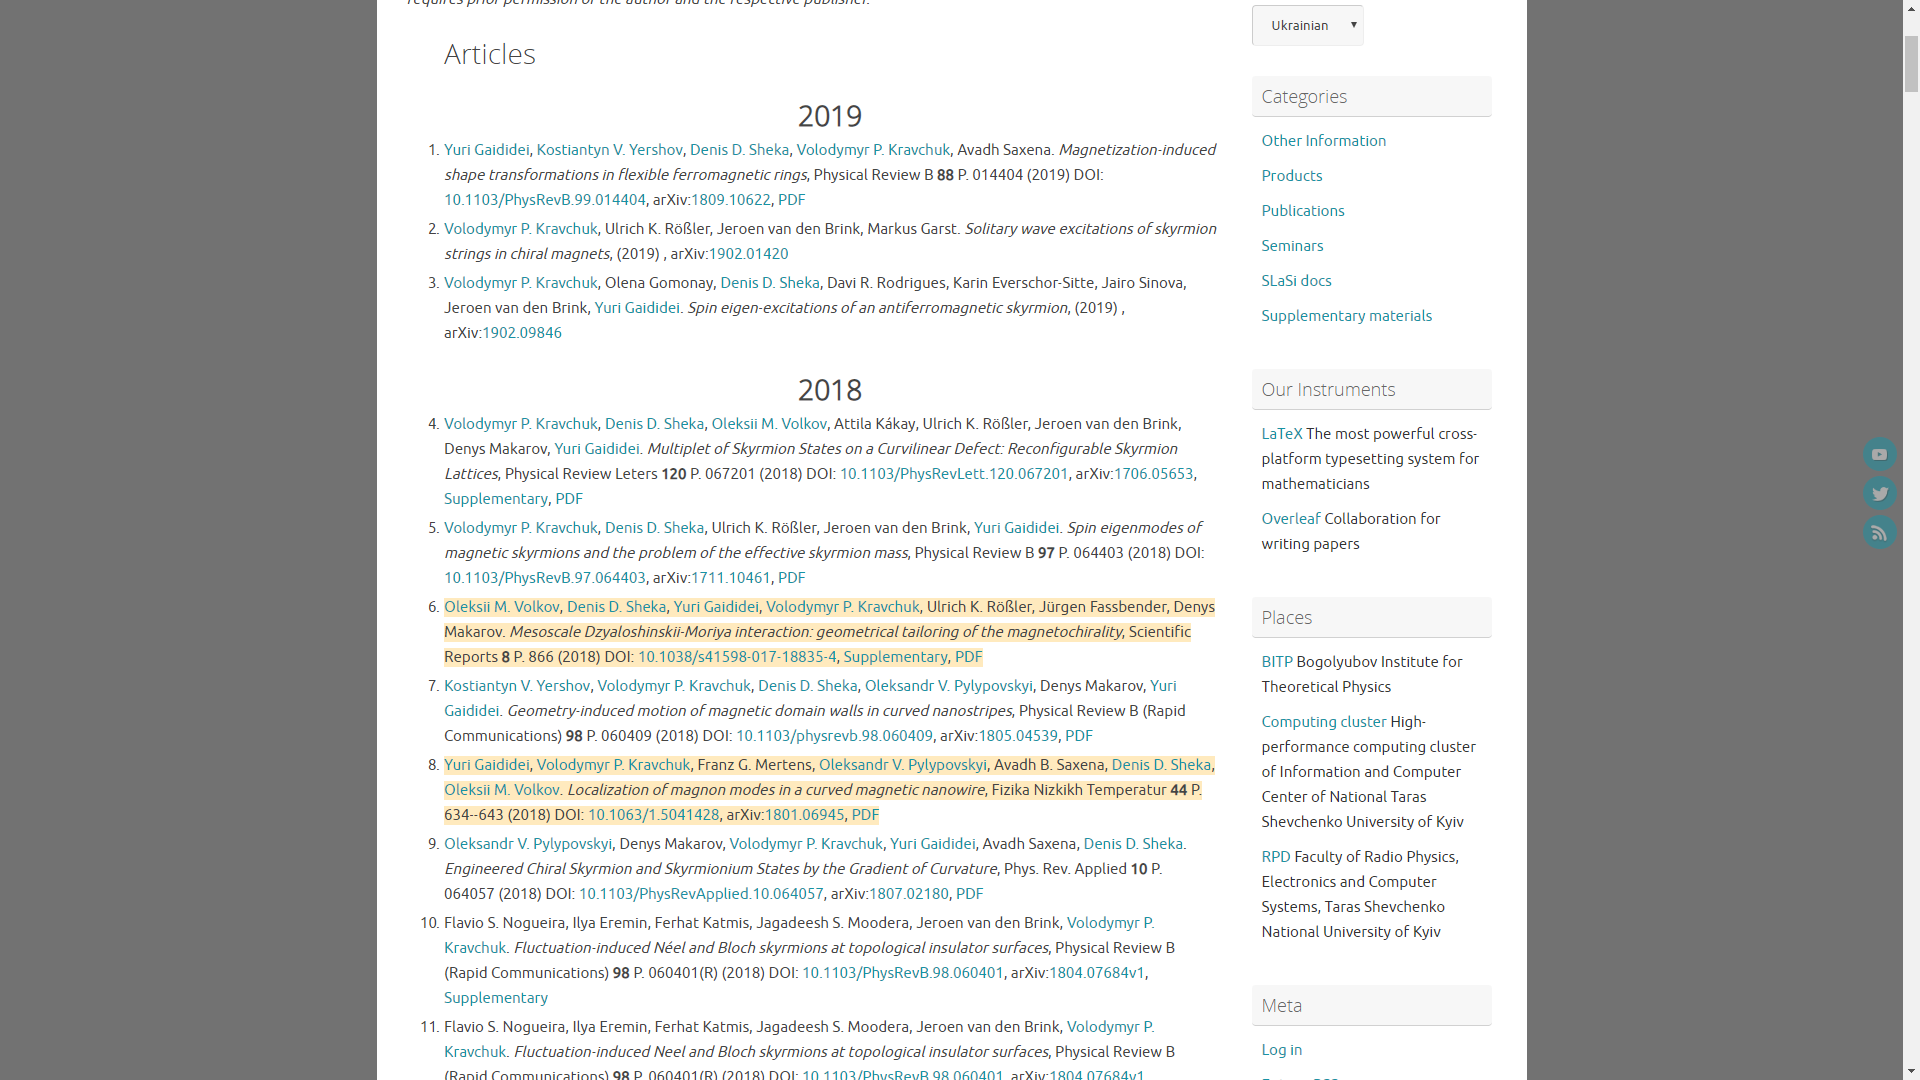 requires prior permission of the author and the respective publisher.
Articles
2019
1. Yuri Gaididei, Kostiantyn V. Yershov, Denis D. Sheka, Volodymyr P. Kravchuk, Avadh Saxena. Magnetization-induced
shape transformations in flexible ferromagnetic rings, Physical Review B 88 P. 014404 (2019) DOI:
10.1103/PhysRevB.99.014404, arXiv:1809.10622, PDF
2. Volodymyr P. Kravchuk, Ulrich K. Rößler, Jeroen van den Brink, Markus Garst. Solitary wave excitations of skyrmion
strings in chiral magnets, (2019) , arXiv:1902.01420
3. Volodymyr P. Kravchuk, Olena Gomonay, Denis D. Sheka, Davi R. Rodrigues, Karin Everschor-Sitte, Jairo Sinova,
Jeroen van den Brink, Yuri Gaididei. Spin eigen-excitations of an antiferromagnetic skyrmion, (2019) ,
arXiv:1902.09846
2018
4. Volodymyr P. Kravchuk, Denis D. Sheka, Oleksii M. Volkov, Attila Kákay, Ulrich K. Rößler, Jeroen van den Brink,
Denys Makarov, Yuri Gaididei. Multiplet of Skyrmion States on a Curvilinear Defect: Reconfigurable Skyrmion
Lattices, Physical Review Leters 120 P. 067201 (2018) DOI: 10.1103/PhysRevLett.120.067201, arXiv:1706.05653,
Supplementary, PDF
5. Volodymyr P. Kravchuk, Denis D. Sheka, Ulrich K. Rößler, Jeroen van den Brink, Yuri Gaididei. Spin eigenmodes of
magnetic skyrmions and the problem of the effective skyrmion mass, Physical Review B 97 P. 064403 (2018) DOI:
10.1103/PhysRevB.97.064403, arXiv:1711.10461, PDF
6. Oleksii M. Volkov, Denis D. Sheka, Yuri Gaididei, Volodymyr P. Kravchuk, Ulrich K. Rößler, Jürgen Fassbender, Denys
Makarov. Mesoscale Dzyaloshinskii-Moriya interaction: geometrical tailoring of the magnetochirality, Scientific
Reports 8 P. 866 (2018) DOI: 10.1038/s41598-017-18835-4, Supplementary, PDF
7. Kostiantyn V. Yershov, Volodymyr P. Kravchuk, Denis D. Sheka, Oleksandr V. Pylypovskyi, Denys Makarov, Yuri
Gaididei. Geometry-induced motion of magnetic domain walls in curved nanostripes, Physical Review B (Rapid
Communications) 98 P. 060409 (2018) DOI: 10.1103/physrevb.98.060409, arXiv:1805.04539, PDF
8. Yuri Gaididei, Volodymyr P. Kravchuk, Franz G. Mertens, Oleksandr V. Pylypovskyi, Avadh B. Saxena, Denis D. Sheka,
Oleksii M. Volkov. Localization of magnon modes in a curved magnetic nanowire, Fizika Nizkikh Temperatur 44 P.
634--643 (2018) DOI: 10.1063/1.5041428, arXiv:1801.06945, PDF
9. Oleksandr V. Pylypovskyi, Denys Makarov, Volodymyr P. Kravchuk, Yuri Gaididei, Avadh Saxena, Denis D. Sheka.
Engineered Chiral Skyrmion and Skyrmionium States by the Gradient of Curvature, Phys. Rev. Applied 10 P.
064057 (2018) DOI: 10.1103/PhysRevApplied.10.064057, arXiv:1807.02180, PDF
10. Flavio S. Nogueira, Ilya Eremin, Ferhat Katmis, Jagadeesh S. Moodera, Jeroen van den Brink, Volodymyr P.
Kravchuk. Fluctuation-induced Néel and Bloch skyrmions at topological insulator surfaces, Physical Review B
(Rapid Communications) 98 P. 060401(R) (2018) DOI: 10.1103/PhysRevB.98.060401, arXiv:1804.07684v1,
Supplementary
11. Flavio S. Nogueira, Ilya Eremin, Ferhat Katmis, Jagadeesh S. Moodera, Jeroen van den Brink, Volodymyr P.
Kravchuk. Fluctuation-induced Neel and Bloch skyrmions at topological insulator surfaces, Physical Review B
(Rapid Communications) 98 P. 060401(R) (2018) DOI: 10.1103/PhysRevB.98.060401, arXiv:1804.07684v1
Ukrainian
Categories
Other Information
Products
Publications
Seminars
SLaSi docs
Supplementary materials
Our Instruments
LaTeX The most powerful cross-
platform typesetting system for
mathematicians
Overleaf Collaboration for
writing papers
Places
BITP Bogolyubov Institute for
Theoretical Physics
Computing cluster High-
performance computing cluster
of Information and Computer
Center of National Taras
Shevchenko University of Kyiv
RPD Faculty of Radio Physics,
Electronics and Computer
Systems, Taras Shevchenko
National University of Kyiv
Meta
Log in